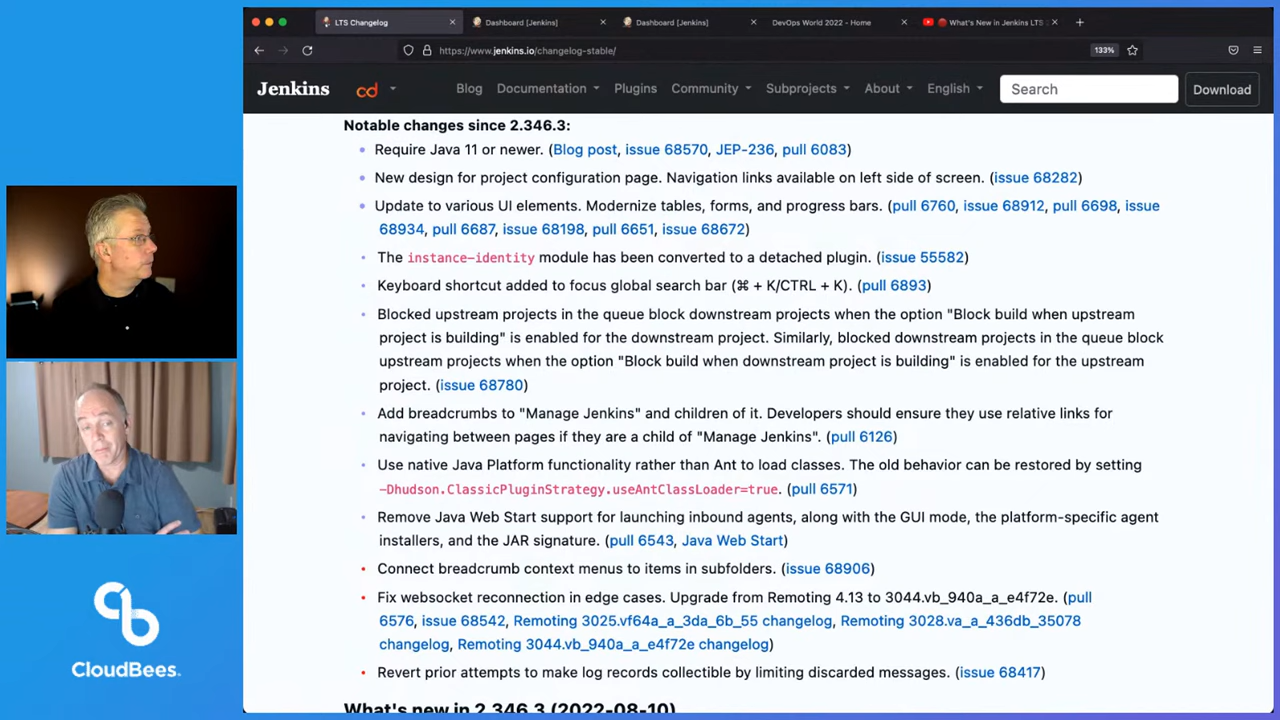 LTS Changelog
Dashboard [Jenkins]
Dashboard [Jenkins]
DevOps World 2022 - Home
What's New in Jenkins LTS
https://www.jenkins.io/changelog-stable/
133%
Jenkins
cd
Blog
Documentation
Plugins
Community
Subprojects
About
English
Search
Download
Notable changes since 2.346.3:
Require Java 11 or newer. (Blog post, issue 68570, JEP-236, pull 6083)
New design for project configuration page. Navigation links available on left side of screen. (issue 68282)
Update to various UI elements. Modernize tables, forms, and progress bars. (pull 6760, issue 68912, pull 6698, issue
68934, pull 6687, issue 68198, pull 6651, issue 68672)
The instance-identity module has been converted to a detached plugin. (issue 55582)
Keyboard shortcut added to focus global search bar (⌘ + K/CTRL + K). (pull 6893)
Blocked upstream projects in the queue block downstream projects when the option "Block build when upstream
project is building" is enabled for the downstream project. Similarly, blocked downstream projects in the queue block
upstream projects when the option "Block build when downstream project is building" is enabled for the upstream
project. (issue 68780)
Add breadcrumbs to "Manage Jenkins" and children of it. Developers should ensure they use relative links for
navigating between pages if they are a child of "Manage Jenkins". (pull 6126)
Use native Java Platform functionality rather than Ant to load classes. The old behavior can be restored by setting
-Dhudson.ClassicPluginStrategy.useAntClassLoader=true. (pull 6571)
Remove Java Web Start support for launching inbound agents, along with the GUI mode, the platform-specific agent
installers, and the JAR signature. (pull 6543, Java Web Start)
Connect breadcrumb context menus to items in subfolders. (issue 68906)
Fix websocket reconnection in edge cases. Upgrade from Remoting 4.13 to 3044.vb_940a_a_e4f72e. (pull
6576, issue 68542, Remoting 3025.vf64a_a_3da_6b_55 changelog, Remoting 3028.va_a_436db_35078
changelog, Remoting 3044.vb_940a_a_e4f72e changelog)
Revert prior attempts to make log records collectible by limiting discarded messages. (issue 68417)
What's new in 2.346.3 (2022-08-10)
CloudBees.